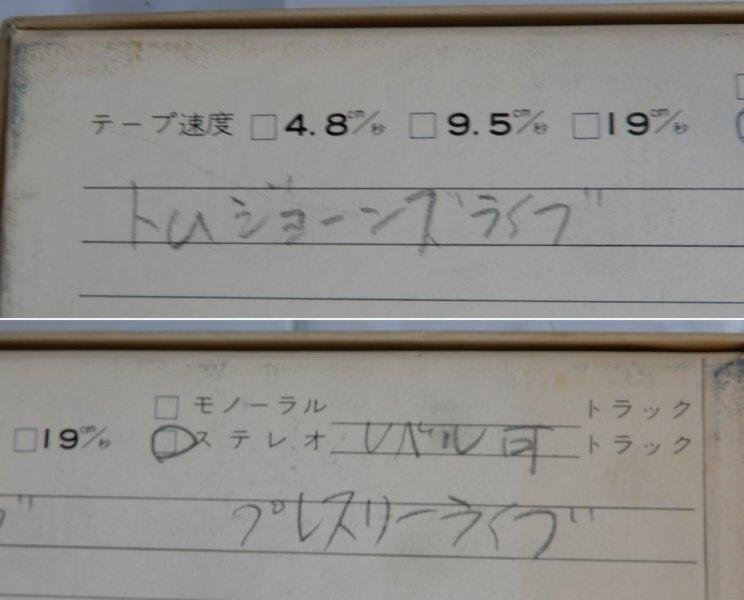 テープ速度 □4.8cm/秒 □9.5cm/秒 □19cm/秒
トム ジョーンズ ライブ
□モノーラル トラック
□19cm/秒 □ステレオ レベル可 トラック
プレスリーライブ